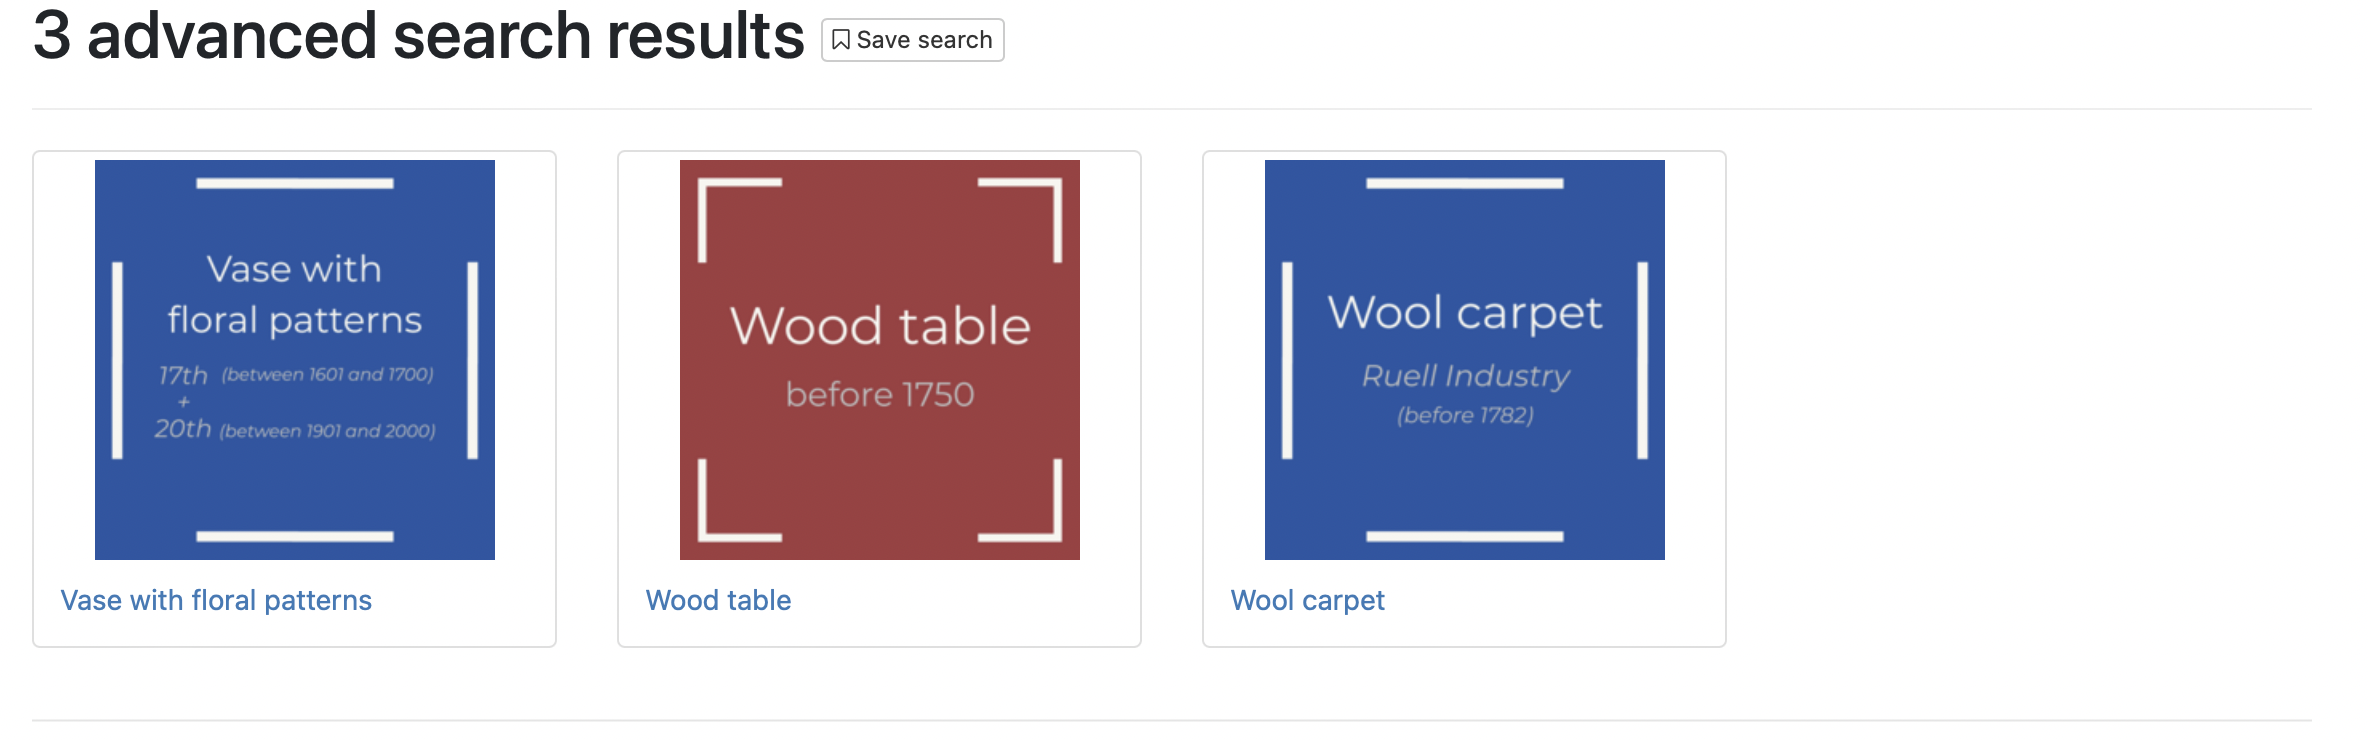 3 advanced search results
Save search
Vase with
floral patterns
17th (between 1601 and 1700)
+
20th (between 1901 and 2000)
Vase with floral patterns
Wood table
before 1750
Wood table
Wool carpet
Ruell Industry
(before 1782)
Wool carpet